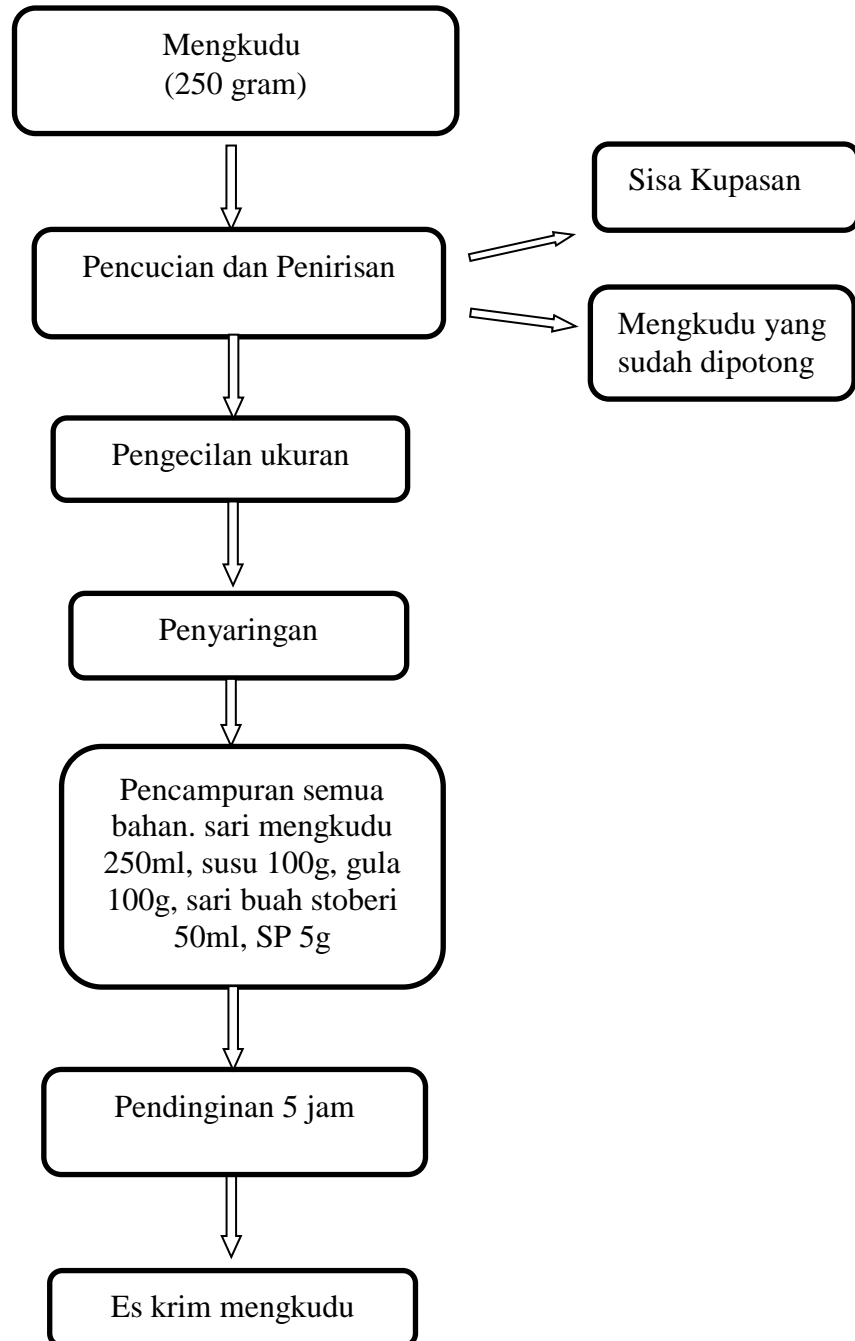 Mengkudu
(250 gram)
Sisa Kupasan
Pencucian dan Penirisan
Mengkudu yang
sudah dipotong
Pengecilan ukuran
Penyaringan
Pencampuran semua
bahan. sari mengkudu
250ml, susu 100g, gula
100g, sari buah stoberi
50ml, SP 5g
Pendinginan 5 jam
Es krim mengkudu